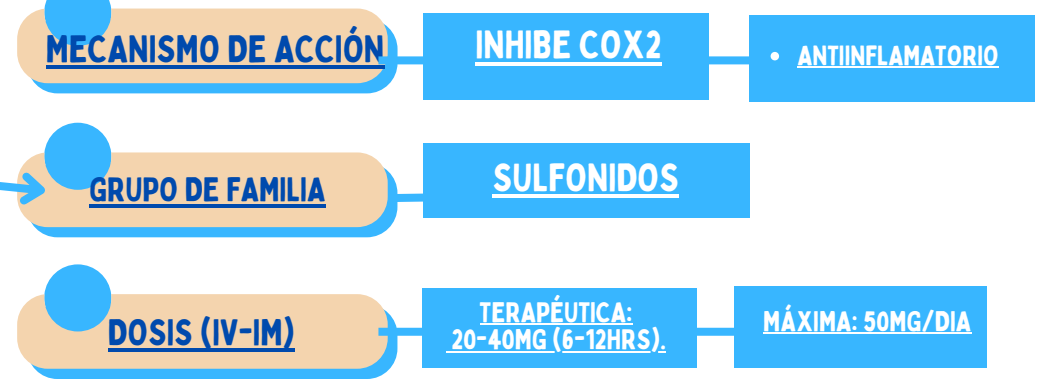 MECANISMO DE ACCIÓN
INHIBE COX2
• ANTIINFLAMATORIO
GRUPO DE FAMILIA
SULFONIDOS
DOSIS (IV-IM)
TERAPÉUTICA:
20-40MG (6-12HRS).
MÁXIMA: 50MG/DIA